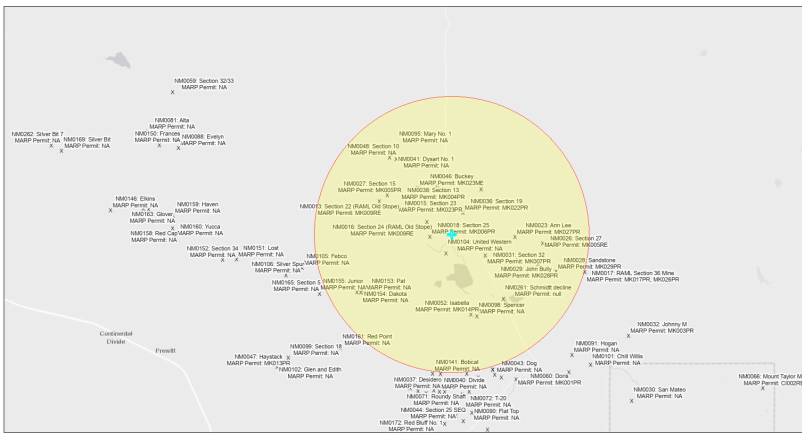 NM0059: Section 32/33
MARP Permit: NA
NM0081: Alta
MARP Permit: NA
NM0262: Silver Bit 7
MARP Permit: NA
NM0169: Silver Bit
MARP Permit: NA
NM0150: Frances
MARP Permit: NA
NM0088: Evelyn
MARP Permit: NA
NM0095: Mary No. 1
MARP Permit: NA
NM0048: Section 10
MARP Permit: NA
NM0041: Dysart No. 1
MARP Permit: NA
NM0046: Buckey
MARP Permit: MK023ME
NM0027: Section 15
MARP Permit: MK005PR
NM0038: Section 13
MARP Permit: MK004PR
NM0036: Section 19
MARP Permit: MK022PR
NM0015: Section 23
MARP Permit: MK023PR
NM0013: Section 22 (RAML Old Stope)
MARP Permit: MK009RE
NM0146: Elkins
MARP Permit: NA
NM0159: Haven
MARP Permit: NA
NM0163: Glover
MARP Permit: NA
NM0160: Yucca
MARP Permit: NA
NM0158: Red Cap
MARP Permit: NA
NM0016: Section 24 (RAML Old Stope)
MARP Permit: MK009RE
NM0018: Section 25
MARP Permit: MK006PR
NM0023: Ann Lee
MARP Permit: MK027PR
NM0026: Section 27
MARP Permit: MK005RE
NM0104: United Western
MARP Permit: NA
NM0152: Section 34
MARP Permit: NA
NM0151: Lost
MARP Permit: NA
NM0105: Febco
MARP Permit: NA
NM0106: Silver Spur
MARP Permit: NA
NM0031: Section 32
MARP Permit: MK007PR
NM0028: Sandstone
MARP Permit: MK029PR
NM0029: John Bully
MARP Permit: MK028PR
NM0017: RAML Section 36 Mine
MARP Permit: MK017PR, MK026PR
NM0165: Section 5
MARP Permit: NA
NM0155: Junior
MARP Permit: NA
NM0153: Pat
MARP Permit: NA
NM0154: Dakota
MARP Permit: NA
NM0261: Schmidt decline
MARP Permit: null
NM0052: Isabella
MARP Permit: MK014PR
NM0098: Spencer
MARP Permit: NA
NM0032: Johnny M
MARP Permit: MK003PR
Continental
Divide
Prewitt
NM0161: Red Point
MARP Permit: NA
NM0099: Section 18
MARP Permit: NA
NM0047: Haystack
MARP Permit: MK013PR
NM0102: Glen and Edith
MARP Permit: NA
NM0091: Hogan
MARP Permit: NA
NM0101: Chill Willis
MARP Permit: NA
NM0141: Bobcat
MARP Permit: NA
NM0043: Dog
MARP Permit: NA
NM0060: Doris
MARP Permit: MK001PR
NM0066: Mount Taylor M
MARP Permit: CI002RE
NM0037: Desidero
MARP Permit: NA
NM0040: Divide
MARP Permit: NA
NM0030: San Mateo
MARP Permit: NA
NM0071: Roundy Shaft
MARP Permit: NA
NM0072: T-20
MARP Permit: NA
NM0044: Section 25 SEQ
MARP Permit: NA
NM0090: Flat Top
MARP Permit: NA
NM0172: Red Bluff No. 1
MARP Permit: NA